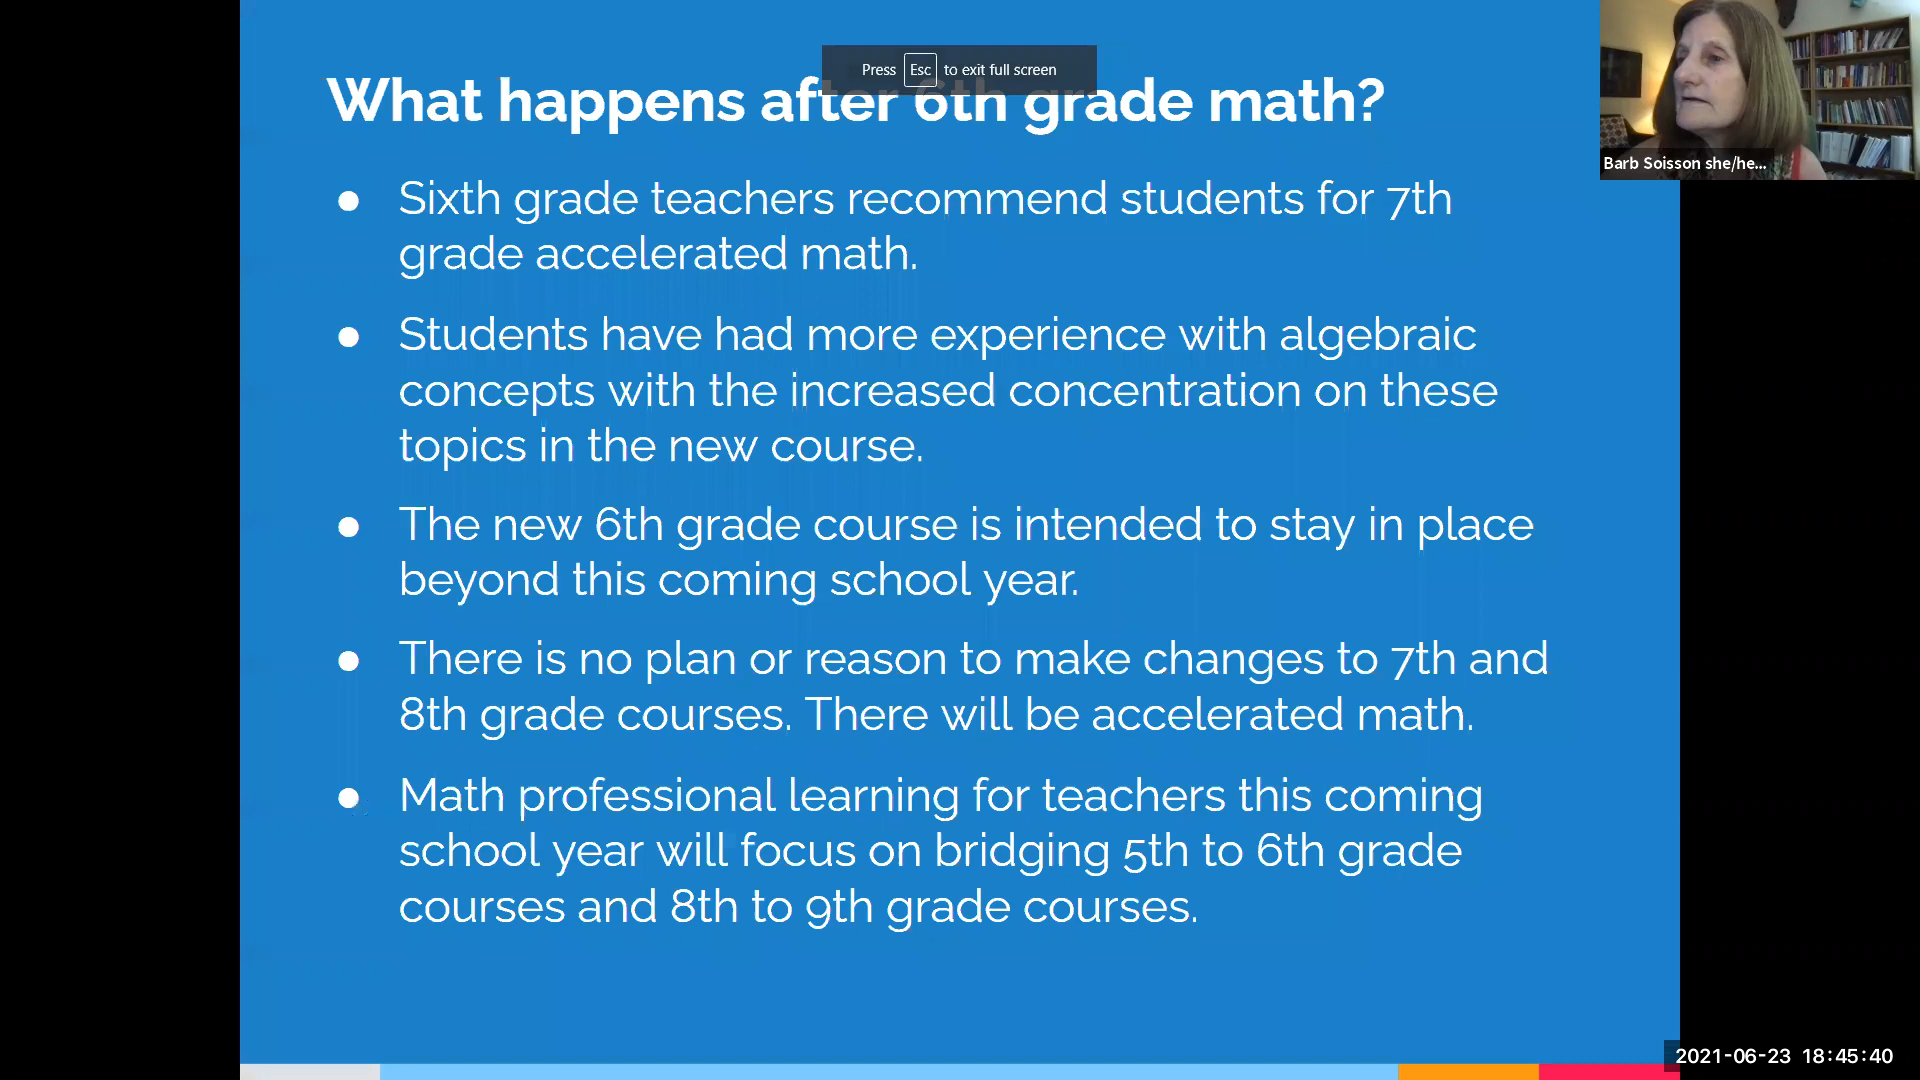 Press Esc to exit full screen
What happens after 6th grade math?
● Sixth grade teachers recommend students for 7th
grade accelerated math.
● Students have had more experience with algebraic
concepts with the increased concentration on these
topics in the new course.
● The new 6th grade course is intended to stay in place
beyond this coming school year.
● There is no plan or reason to make changes to 7th and
8th grade courses. There will be accelerated math.
● Math professional learning for teachers this coming
school year will focus on bridging 5th to 6th grade
courses and 8th to 9th grade courses.
Barb Soisson she/he...
2021-06-23 18:45:40